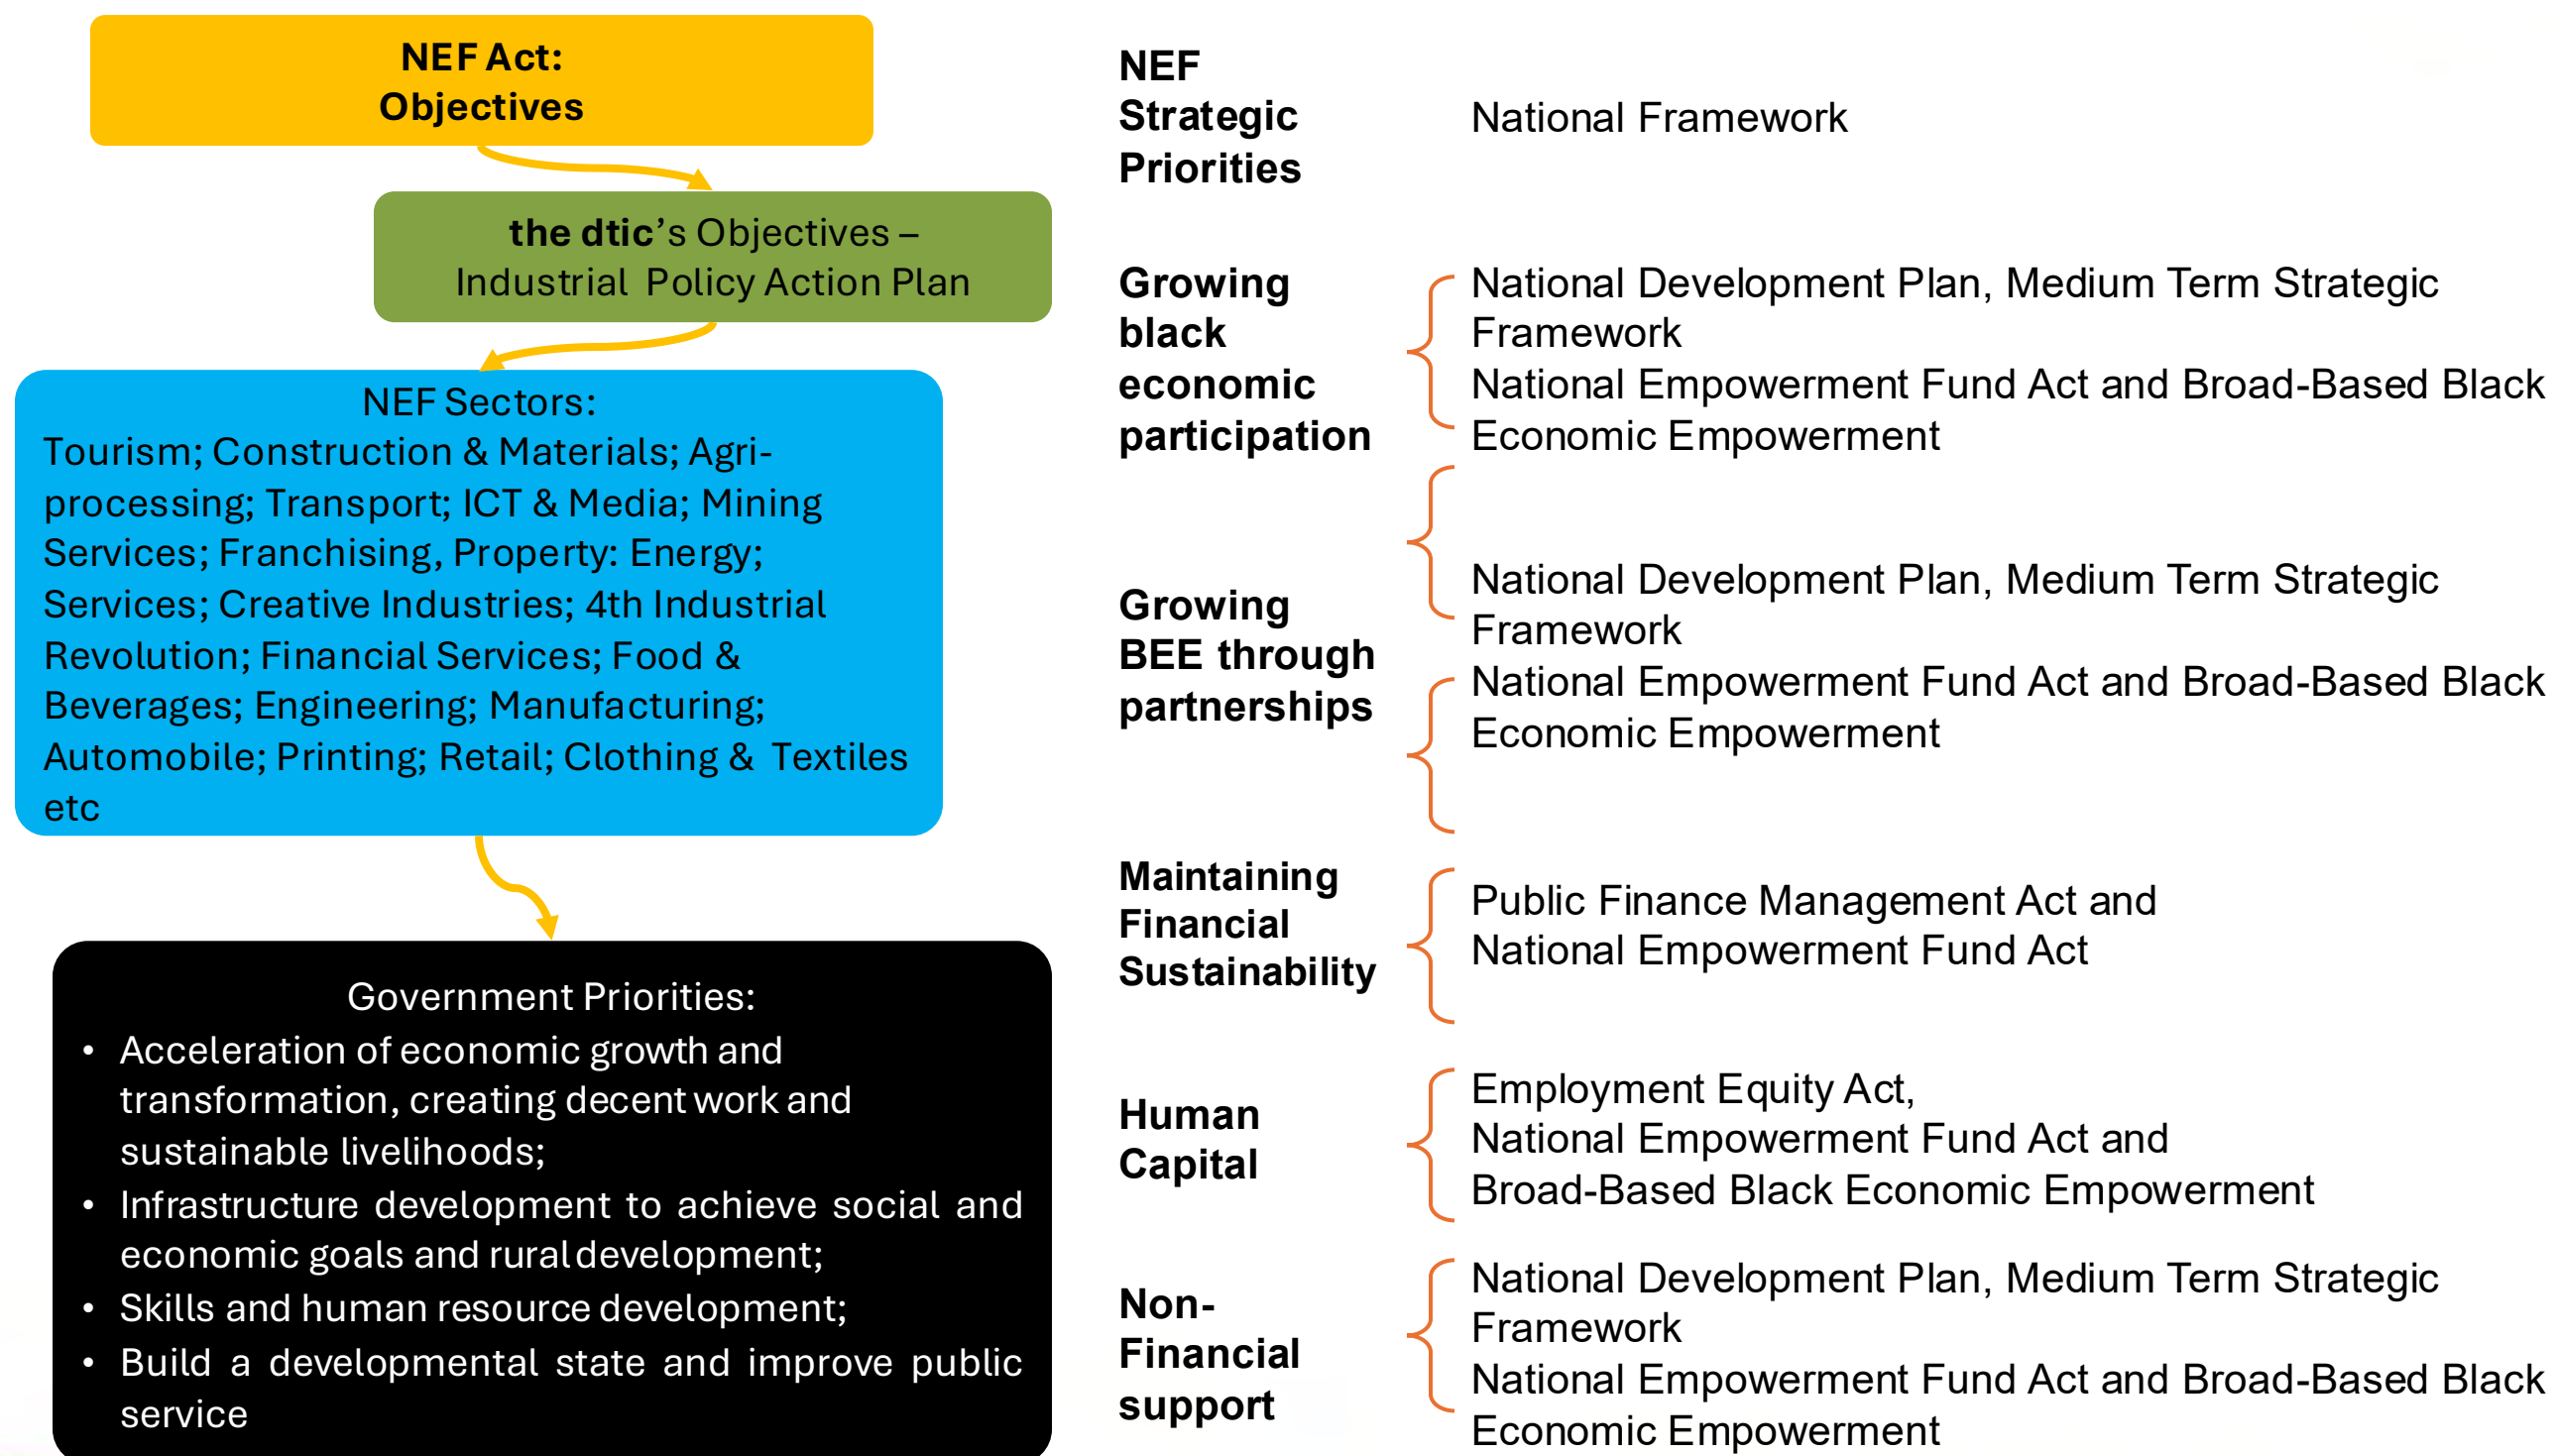 NEF Act:
Objectives
the dtic’s Objectives –
Industrial Policy Action Plan
NEF Sectors:
Tourism; Construction & Materials; Agri-
processing; Transport; ICT & Media; Mining
Services; Franchising, Property: Energy;
Services; Creative Industries; 4th Industrial
Revolution; Financial Services; Food &
Beverages; Engineering; Manufacturing;
Automobile; Printing; Retail; Clothing & Textiles
etc
Government Priorities:
• Acceleration of economic growth and
transformation, creating decent work and
sustainable livelihoods;
• Infrastructure development to achieve social and
economic goals and rural development;
• Skills and human resource development;
• Build a developmental state and improve public
service
NEF
Strategic
Priorities
National Framework
Growing
black
economic
participation
National Development Plan, Medium Term Strategic
Framework
National Empowerment Fund Act and Broad-Based Black
Economic Empowerment
Growing
BEE through
partnerships
National Development Plan, Medium Term Strategic
Framework
National Empowerment Fund Act and Broad-Based Black
Economic Empowerment
Maintaining
Financial
Sustainability
Public Finance Management Act and
National Empowerment Fund Act
Human
Capital
Employment Equity Act,
National Empowerment Fund Act and
Broad-Based Black Economic Empowerment
Non-
Financial
support
National Development Plan, Medium Term Strategic
Framework
National Empowerment Fund Act and Broad-Based Black
Economic Empowerment